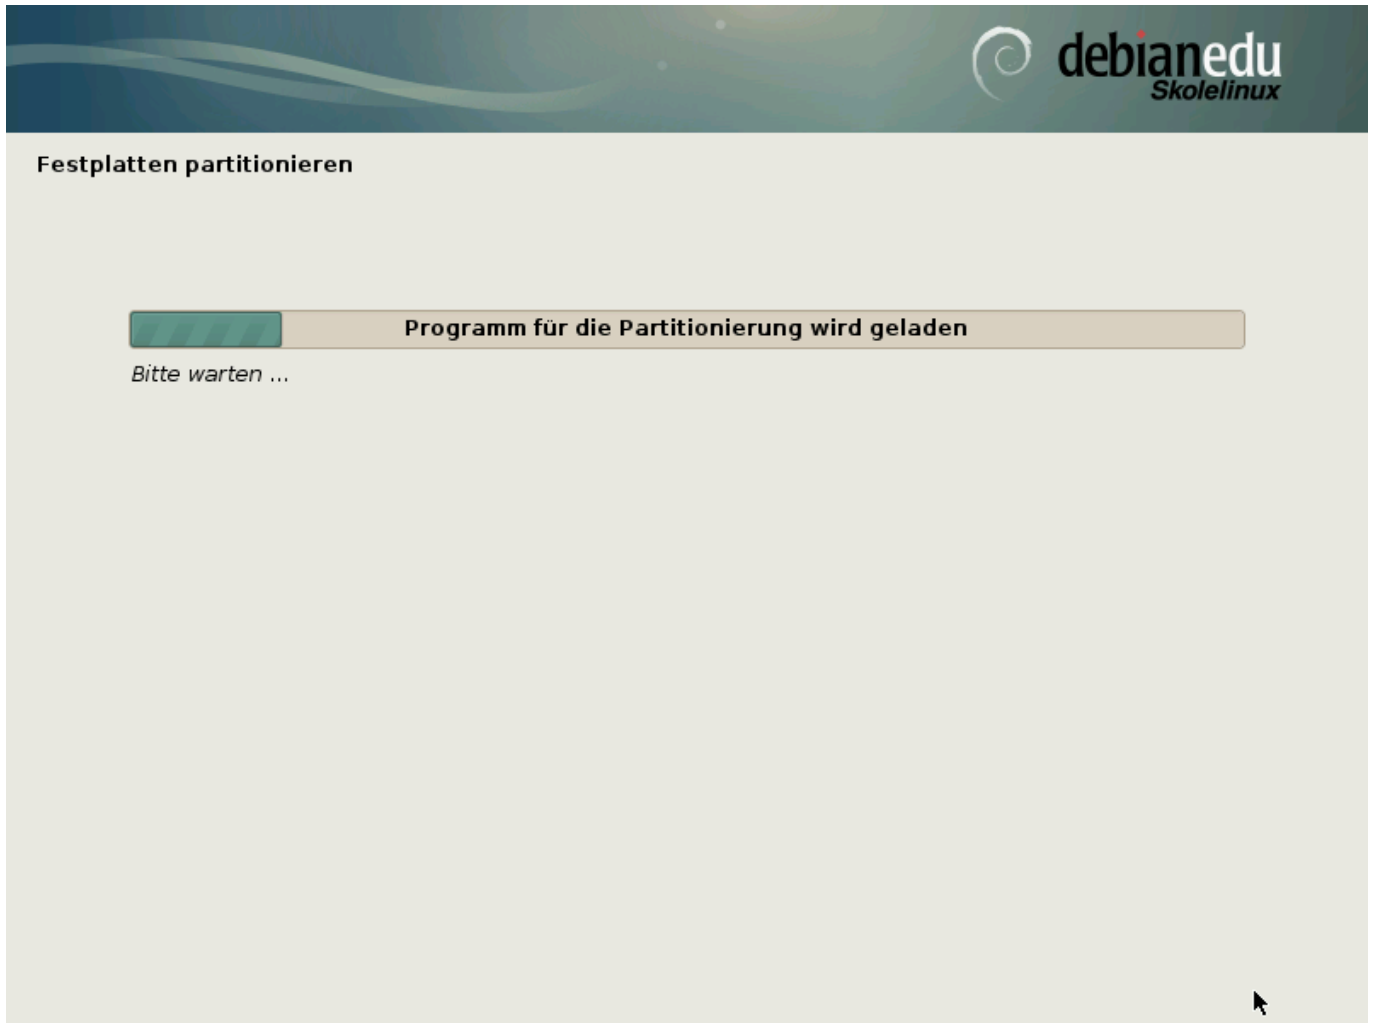 debianedu
Skolelinux
Festplatten partitionieren
Programm für die Partitionierung wird geladen
Bitte warten ...